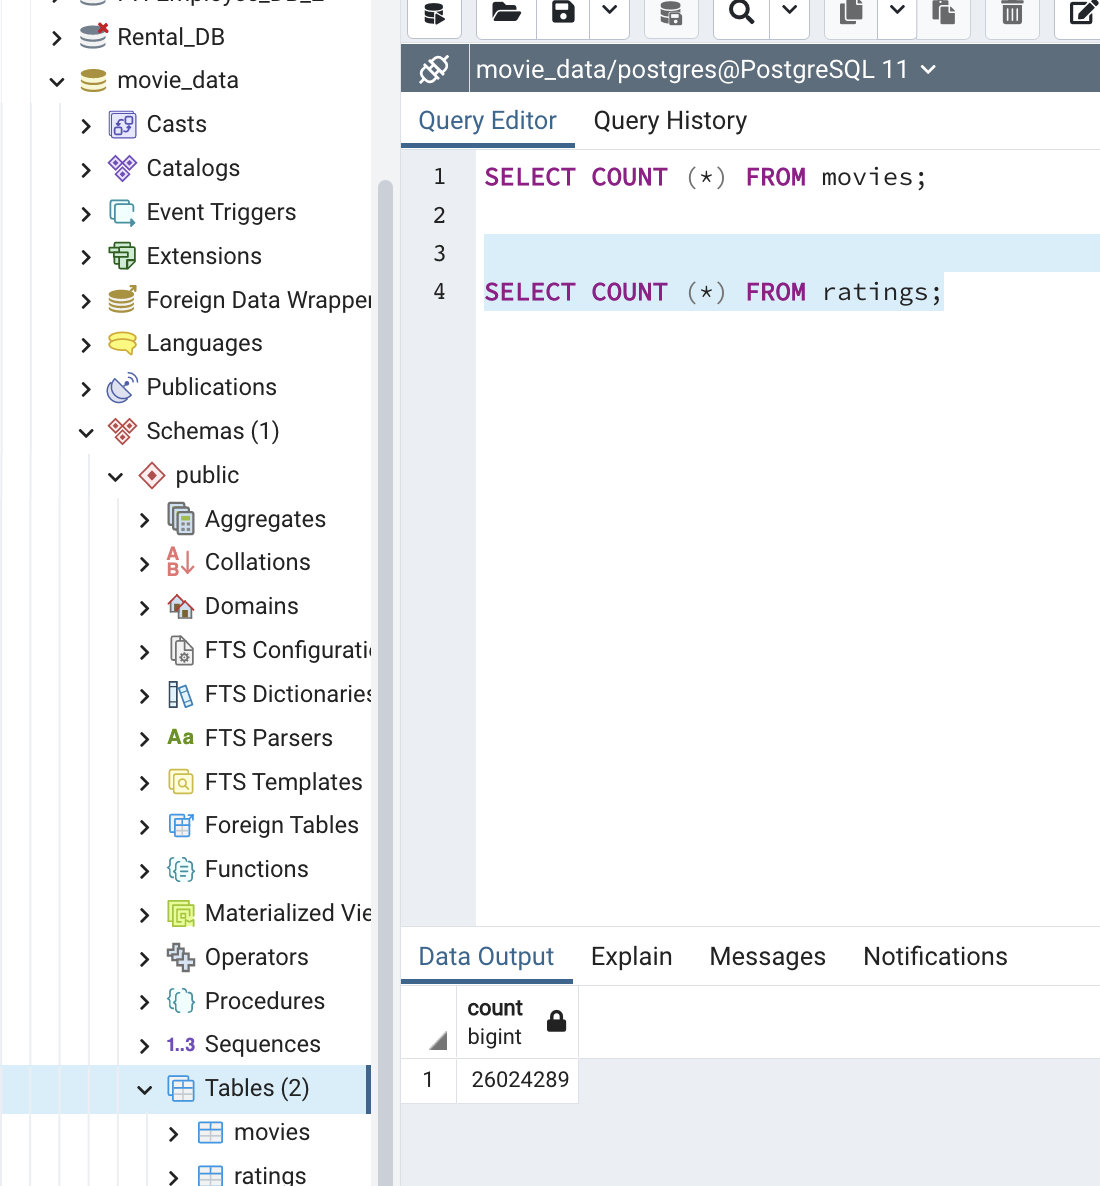 Rental_DB
movie_data
Casts
Catalogs
Event Triggers
Extensions
Foreign Data Wrapper
Languages
Publications
Schemas (1)
public
Aggregates
Collations
Domains
FTS Configurati
FTS Dictionaries
Aa FTS Parsers
FTS Templates
Foreign Tables
Functions
Materialized Vie
Operators
Procedures
1..3 Sequences
Tables (2)
movies
ratings
movie_data/postgres@PostgreSQL 11
Query Editor Query History
1 SELECT COUNT (*) FROM movies;
2
3
4 SELECT COUNT (*) FROM ratings;
Data Output Explain Messages Notifications
count
bigint
1 26024289